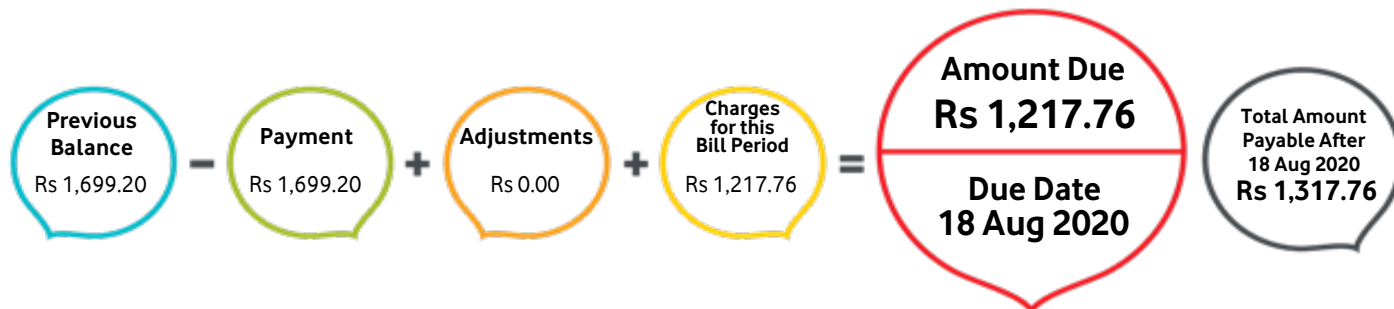 Previous
Balance
Rs 1,699.20
-
Payment
Rs 1,699.20
+
Adjustments
Rs 0.00
+
Charges
for this
Bill Period
Rs 1,217.76
=
Amount Due
Rs 1,217.76
Due Date
18 Aug 2020
Total Amount
Payable After
18 Aug 2020
Rs 1,317.76